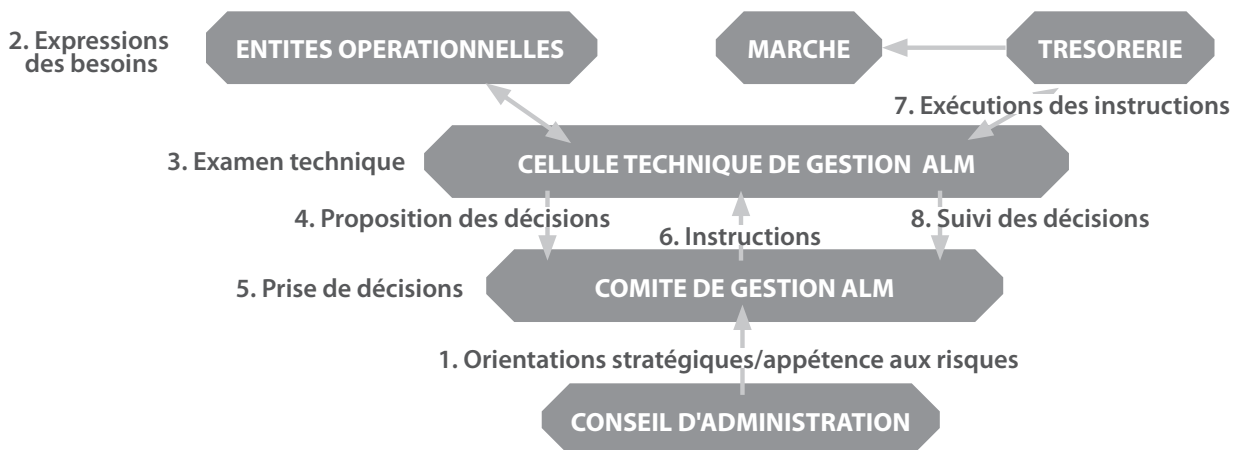 2. Expressions
des besoins
ENTITES OPERATIONNELLES
MARCHE
TRESORERIE
7. Exécutions des instructions
3. Examen technique
CELLULE TECHNIQUE DE GESTION ALM
4. Proposition des décisions
6. Instructions
8. Suivi des décisions
5. Prise de décisions
COMITE DE GESTION ALM
1. Orientations stratégiques/appétence aux risques
CONSEIL D'ADMINISTRATION